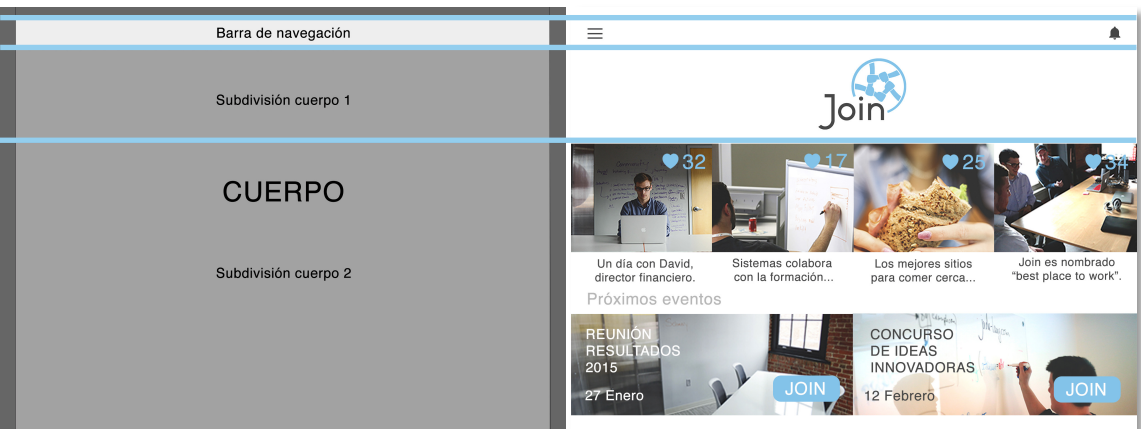 Barra de navegación
Subdivisión cuerpo 1
CUERPO
Subdivisión cuerpo 2
Join
32
17
25
34
Un día con David,
director financiero.
Sistemas colabora
con la formación...
Los mejores sitios
para comer cerca...
Join es nombrado
“best place to work”.
Próximos eventos
REUNIÓN
RESULTADOS
2015
27 Enero
JOIN
CONCURSO
DE IDEAS
INNOVADORAS
12 Febrero
JOIN